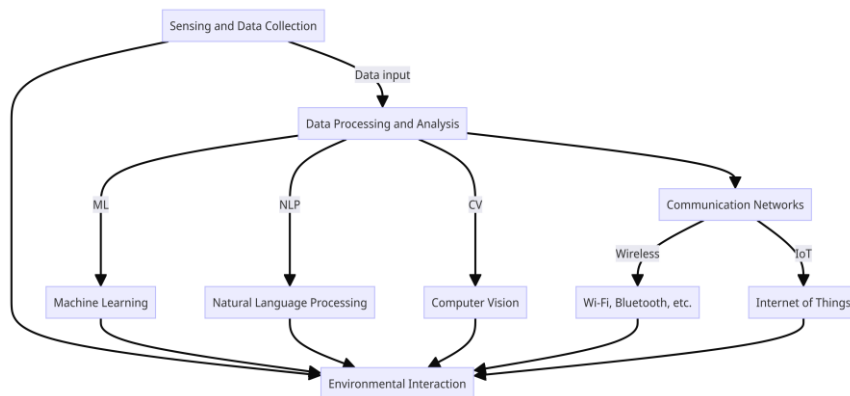 Sensing and Data Collection
Data input
Data Processing and Analysis
ML
NLP
CV
Communication Networks
Wireless
IoT
Machine Learning
Natural Language Processing
Computer Vision
Wi-Fi, Bluetooth, etc.
Internet of Things
Environmental Interaction